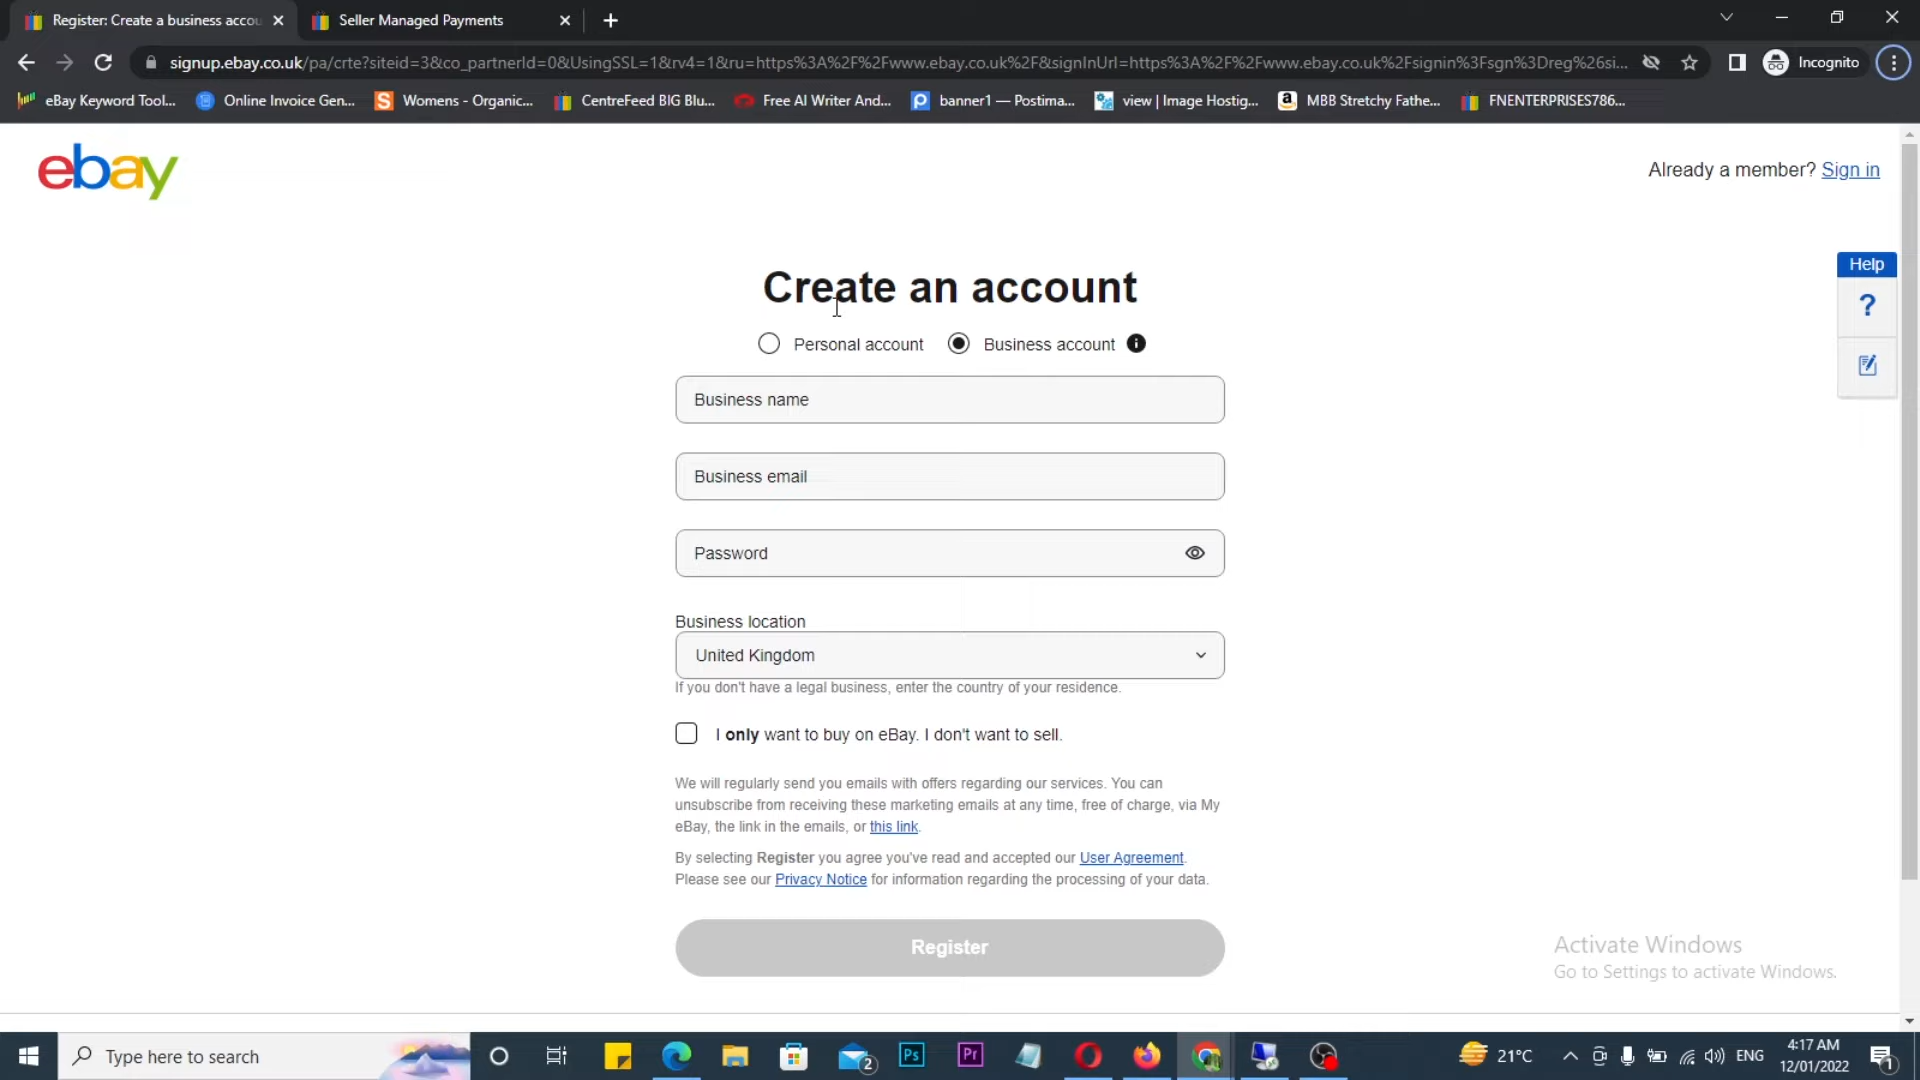 Register: Create a business accou
Seller Managed Payments
signup.ebay.co.uk/pa/crte?siteid=3&co_partnerId=0&UsingSSL=1&rv4=1&ru=https%3A%2F%2Fwww.ebay.co.uk%2F&signInUrl=https%3A%2F%2Fwww.ebay.co.uk%2Fsignin%3Fsgn%3Dreg%26si...
Incognito
eBay Keyword Tool...
Online Invoice Gen...
Womens - Organic...
CentreFeed BIG Blu...
Free AI Writer And...
banner1 — Postima...
view | Image Hostig...
MBB Stretchy Fathe...
FNENTERPRISES786...
ebay
Already a member? Sign in
Help
?
Create an account
Personal account
Business account
Business name
Business email
Password
Business location
United Kingdom
If you don't have a legal business, enter the country of your residence.
I only want to buy on eBay. I don't want to sell.
We will regularly send you emails with offers regarding our services. You can
unsubscribe from receiving these marketing emails at any time, free of charge, via My
eBay, the link in the emails, or this link.
By selecting Register you agree you've read and accepted our User Agreement.
Please see our Privacy Notice for information regarding the processing of your data.
Register
Activate Windows
Go to Settings to activate Windows.
Type here to search
2
Ps
Pr
21°C
ENG
4:17 AM
12/01/2022
1